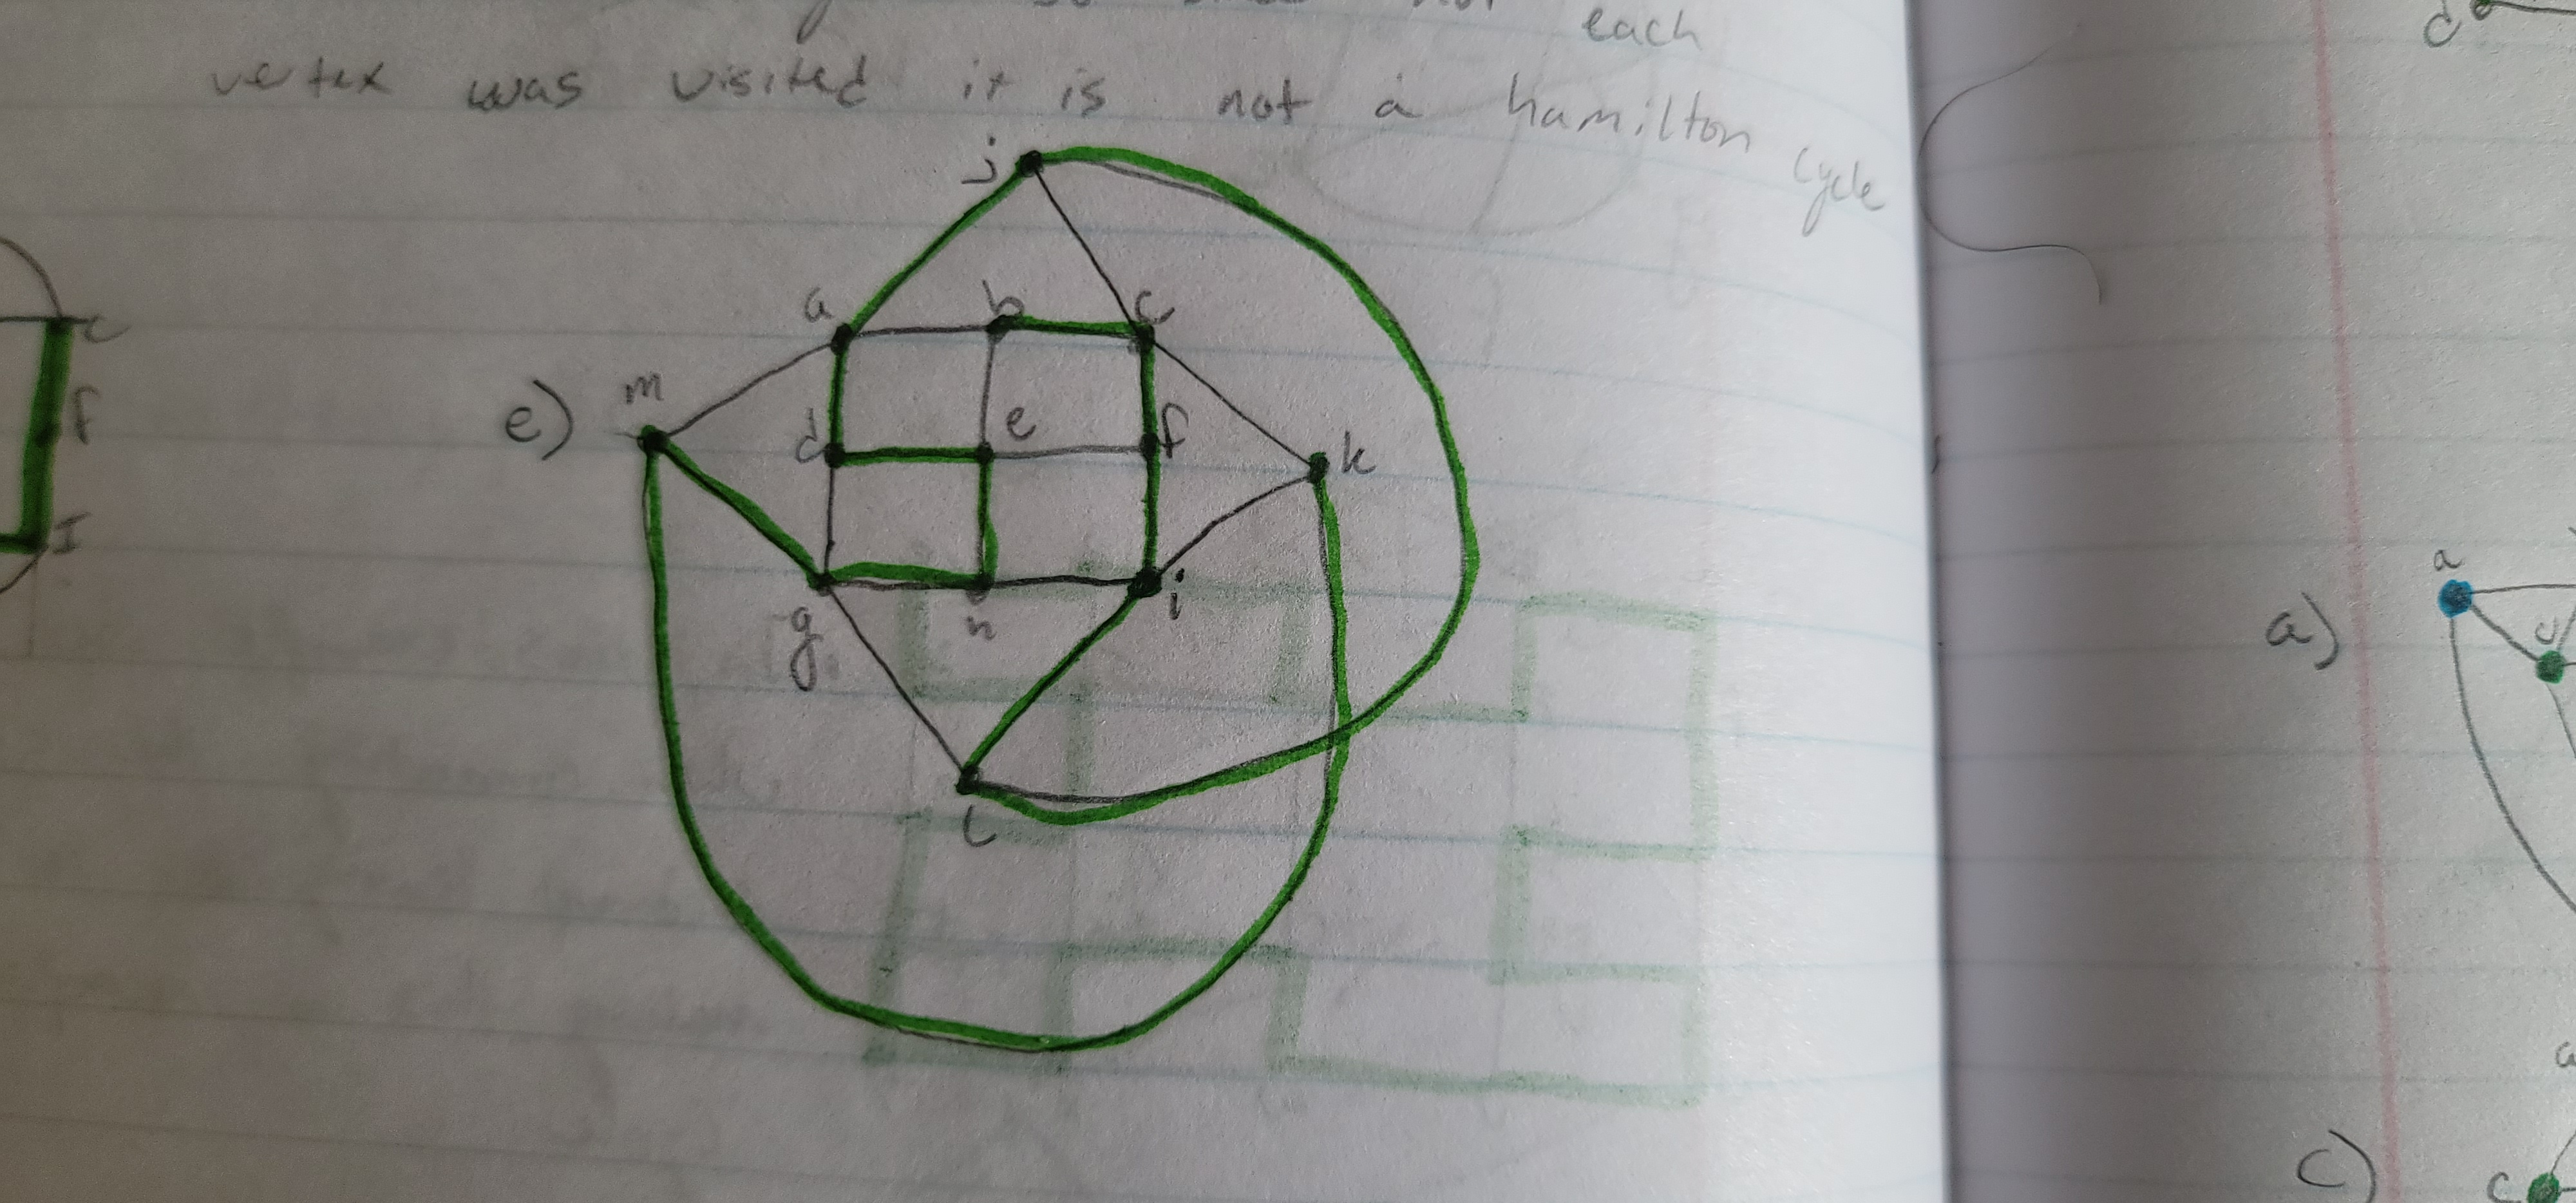 I f c
each
vertex was visited it is not a hamilton cycle
e)
m
j
a b c
d e f
g h i
k
l
a)
a
c
c)
c
a
d